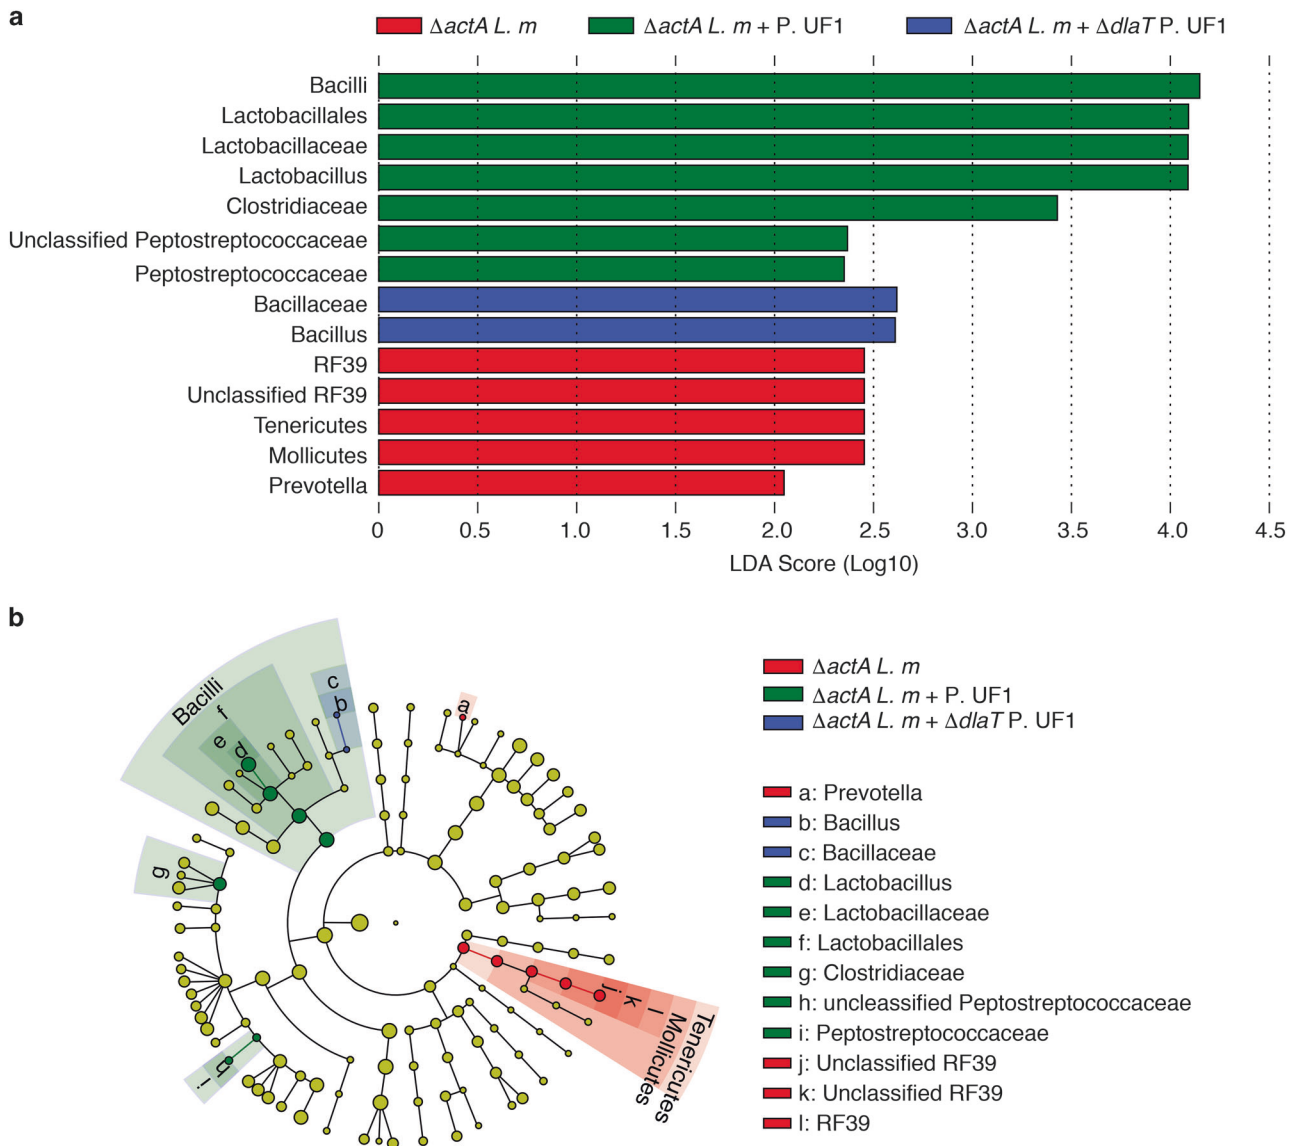 a
ΔactA L. m ΔactA L. m + P. UF1 ΔactA L. m + ΔdlaT P. UF1
Bacilli
Lactobacillales
Lactobacillaceae
Lactobacillus
Clostridiaceae
Unclassified Peptostreptococcaceae
Peptostreptococcaceae
Bacillaceae
Bacillus
RF39
Unclassified RF39
Tenericutes
Mollicutes
Prevotella
0 0.5 1.0 1.5 2.0 2.5 3.0 3.5 4.0 4.5
LDA Score (Log10)
b
Bacilli
f
e
d
c
b
a
g
h
i
j
k
l
Mollicutes
Tenericutes
ΔactA L. m
ΔactA L. m + P. UF1
ΔactA L. m + ΔdlaT P. UF1
a: Prevotella
b: Bacillus
c: Bacillaceae
d: Lactobacillus
e: Lactobacillaceae
f: Lactobacillales
g: Clostridiaceae
h: uncleassified Peptostreptococcaceae
i: Peptostreptococcaceae
j: Unclassified RF39
k: Unclassified RF39
l: RF39